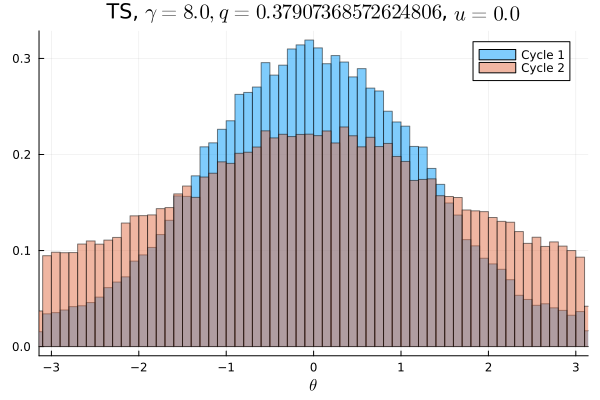 TS, γ = 8.0, q = 0.37907368572624806, u = 0.0
Cycle 1
Cycle 2
0.3
0.2
0.1
0.0
−3 −2 −1 0 1 2 3
θ